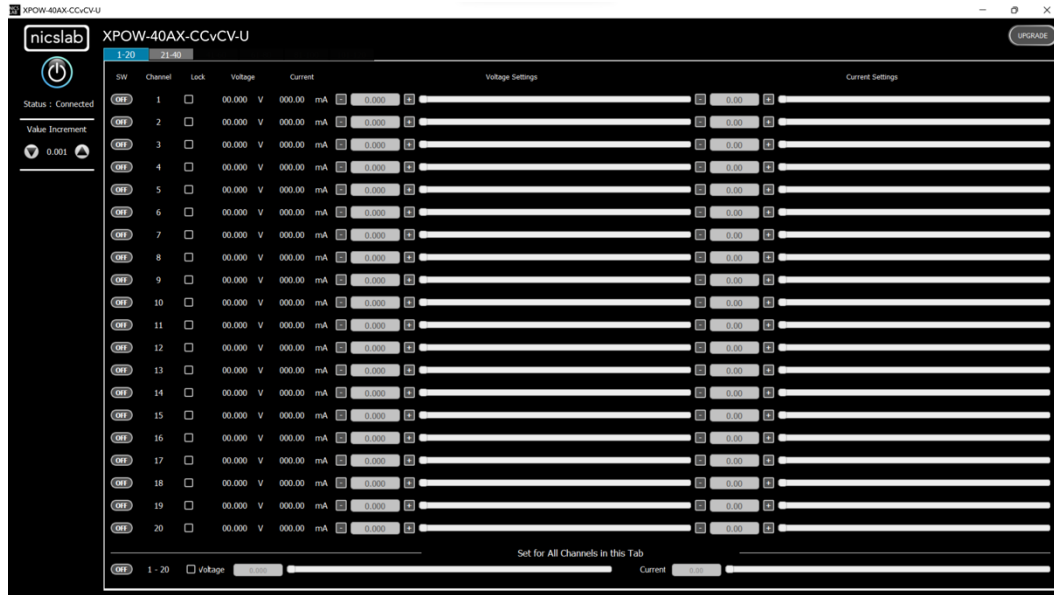 XPOW-40AX-CCvCV-U
nicslab
XPOW-40AX-CCvCV-U
UPGRADE
1-20 21-40
SW Channel Lock Voltage Current Voltage Settings Current Settings
Status : Connected
Value Increment
0.001
OFF 1 00.000 V 000.00 mA - 0.000 + - 0.00 +
OFF 2 00.000 V 000.00 mA - 0.000 + - 0.00 +
OFF 3 00.000 V 000.00 mA - 0.000 + - 0.00 +
OFF 4 00.000 V 000.00 mA - 0.000 + - 0.00 +
OFF 5 00.000 V 000.00 mA - 0.000 + - 0.00 +
OFF 6 00.000 V 000.00 mA - 0.000 + - 0.00 +
OFF 7 00.000 V 000.00 mA - 0.000 + - 0.00 +
OFF 8 00.000 V 000.00 mA - 0.000 + - 0.00 +
OFF 9 00.000 V 000.00 mA - 0.000 + - 0.00 +
OFF 10 00.000 V 000.00 mA - 0.000 + - 0.00 +
OFF 11 00.000 V 000.00 mA - 0.000 + - 0.00 +
OFF 12 00.000 V 000.00 mA - 0.000 + - 0.00 +
OFF 13 00.000 V 000.00 mA - 0.000 + - 0.00 +
OFF 14 00.000 V 000.00 mA - 0.000 + - 0.00 +
OFF 15 00.000 V 000.00 mA - 0.000 + - 0.00 +
OFF 16 00.000 V 000.00 mA - 0.000 + - 0.00 +
OFF 17 00.000 V 000.00 mA - 0.000 + - 0.00 +
OFF 18 00.000 V 000.00 mA - 0.000 + - 0.00 +
OFF 19 00.000 V 000.00 mA - 0.000 + - 0.00 +
OFF 20 00.000 V 000.00 mA - 0.000 + - 0.00 +
Set for All Channels in this Tab
OFF 1 - 20 Voltage 0.000 Current 0.00